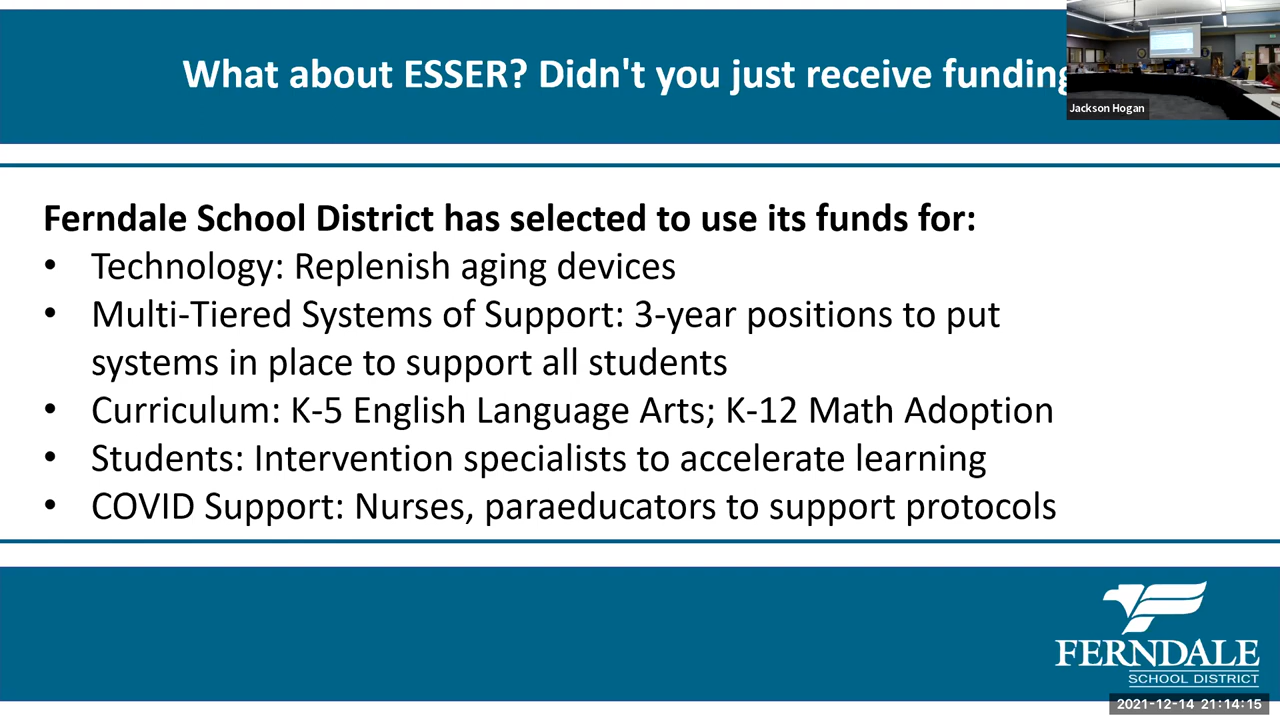 What about ESSER? Didn't you just receive funding
Jackson Hogan
Ferndale School District has selected to use its funds for:
• Technology: Replenish aging devices
• Multi-Tiered Systems of Support: 3-year positions to put
systems in place to support all students
• Curriculum: K-5 English Language Arts; K-12 Math Adoption
• Students: Intervention specialists to accelerate learning
• COVID Support: Nurses, paraeducators to support protocols
FERNDALE
SCHOOL DISTRICT
2021-12-14 21:14:15